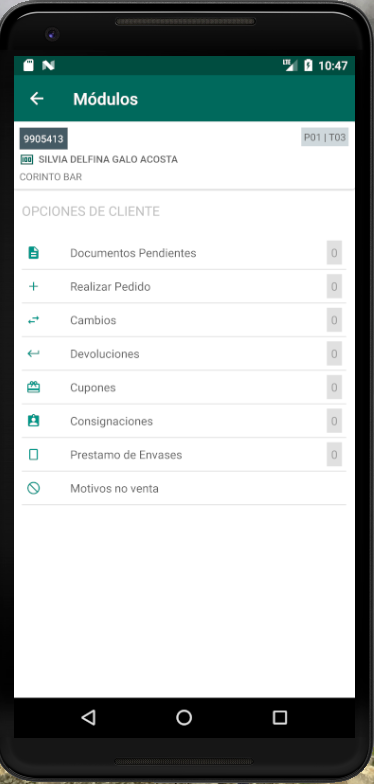 LTE 10:47
Módulos
9905413 P01 | T03
SILVIA DELFINA GALO ACOSTA
CORINTO BAR
OPCIONES DE CLIENTE
Documentos Pendientes 0
Realizar Pedido 0
Cambios 0
Devoluciones 0
Cupones 0
Consignaciones 0
Prestamo de Envases 0
Motivos no venta